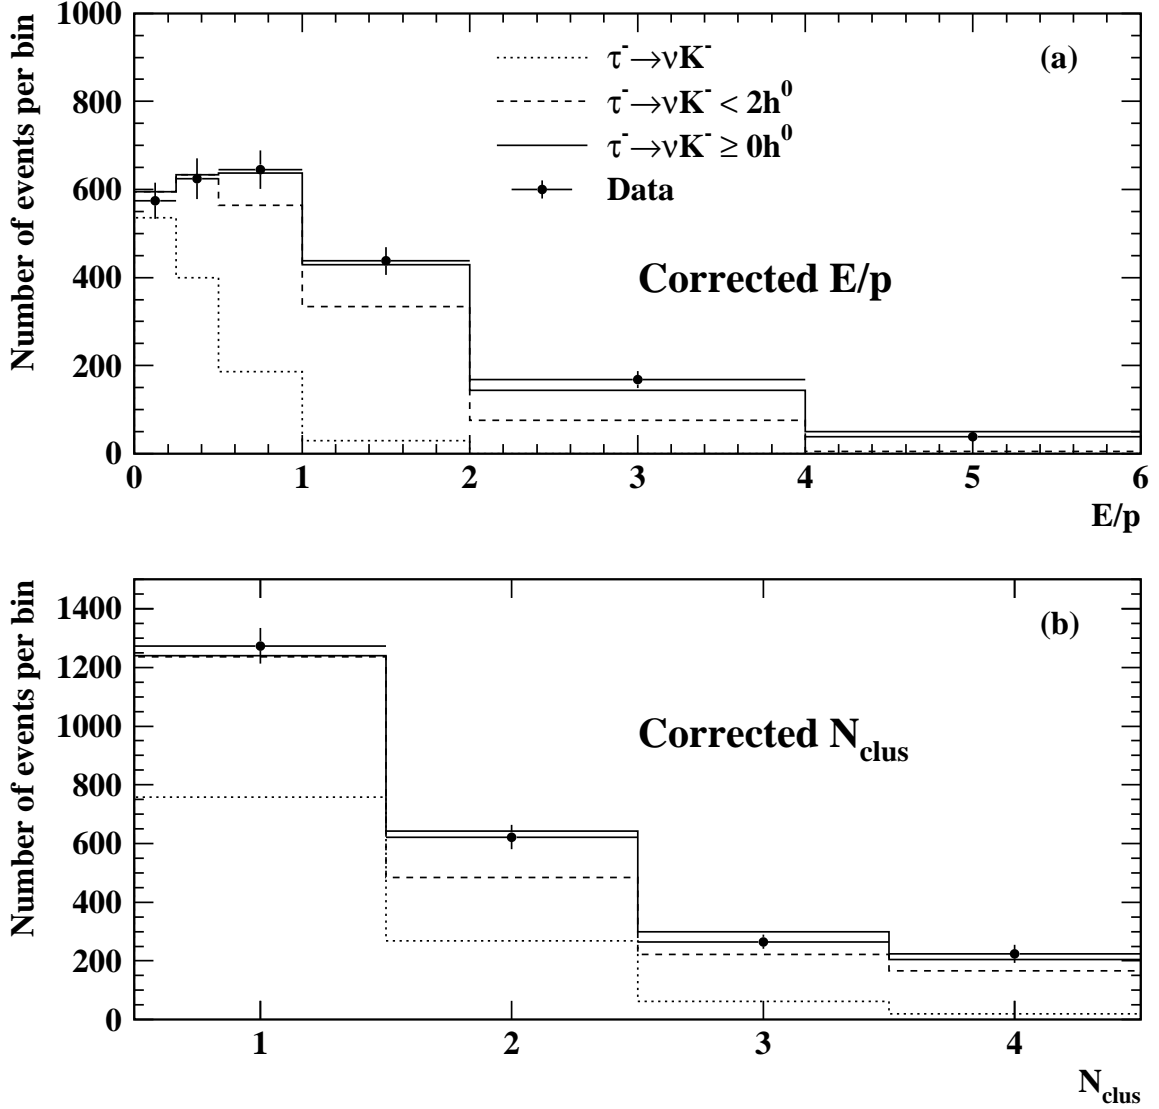 Number of events per bin
1000
800
600
400
200
0
(a)
τ⁻→νK⁻
τ⁻→νK⁻ < 2h⁰
τ⁻→νK⁻ ≥ 0h⁰
Data
Corrected E/p
0 1 2 3 4 5 6
E/p
Number of events per bin
1400
1200
1000
800
600
400
200
0
(b)
Corrected N_clus
1 2 3 4
N_clus